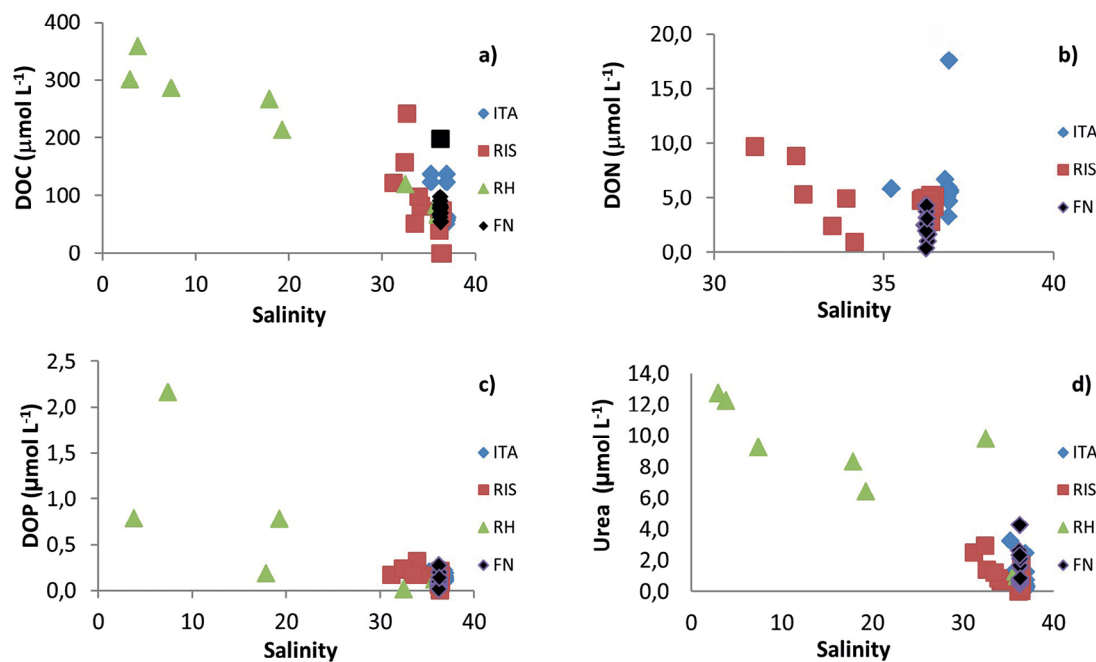 a)
DOC (µmol L-1)
400
300
200
100
0
0 10 20 30 40
Salinity
ITA
RIS
RH
FN
b)
DON (µmol L-1)
20,0
15,0
10,0
5,0
0,0
30 35 40
Salinity
ITA
RIS
FN
c)
DOP (µmol L-1)
2,5
2,0
1,5
1,0
0,5
0,0
0 10 20 30 40
Salinity
ITA
RIS
RH
FN
d)
Urea (µmol L-1)
14,0
12,0
10,0
8,0
6,0
4,0
2,0
0,0
0 10 20 30 40
Salinity
ITA
RIS
RH
FN